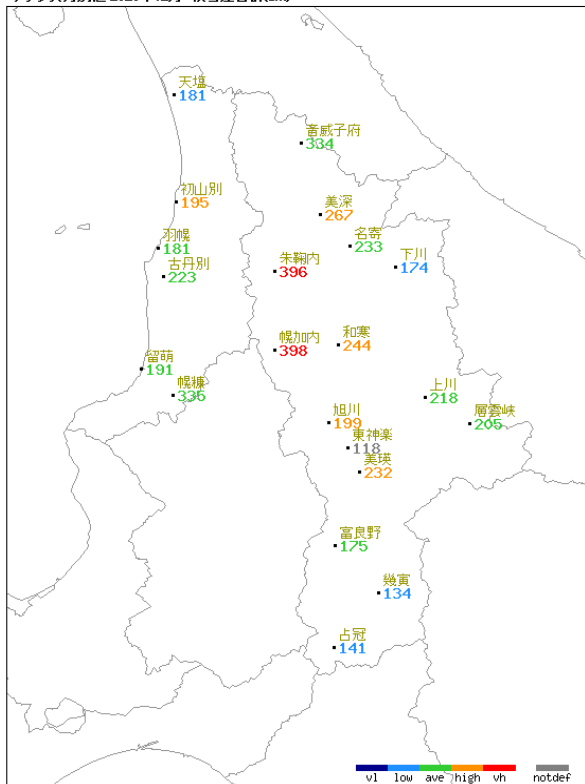 天塩
181
音威子府
334
初山別
195
美深
267
羽幌
181
名寄
233
下川
174
古丹別
223
朱鞠内
396
幌加内
398
和寒
244
留萌
191
幌糠
335
上川
218
層雲峡
205
旭川
199
東神楽
118
美瑛
232
富良野
175
幾寅
134
占冠
141
vl low ave high vh notdef